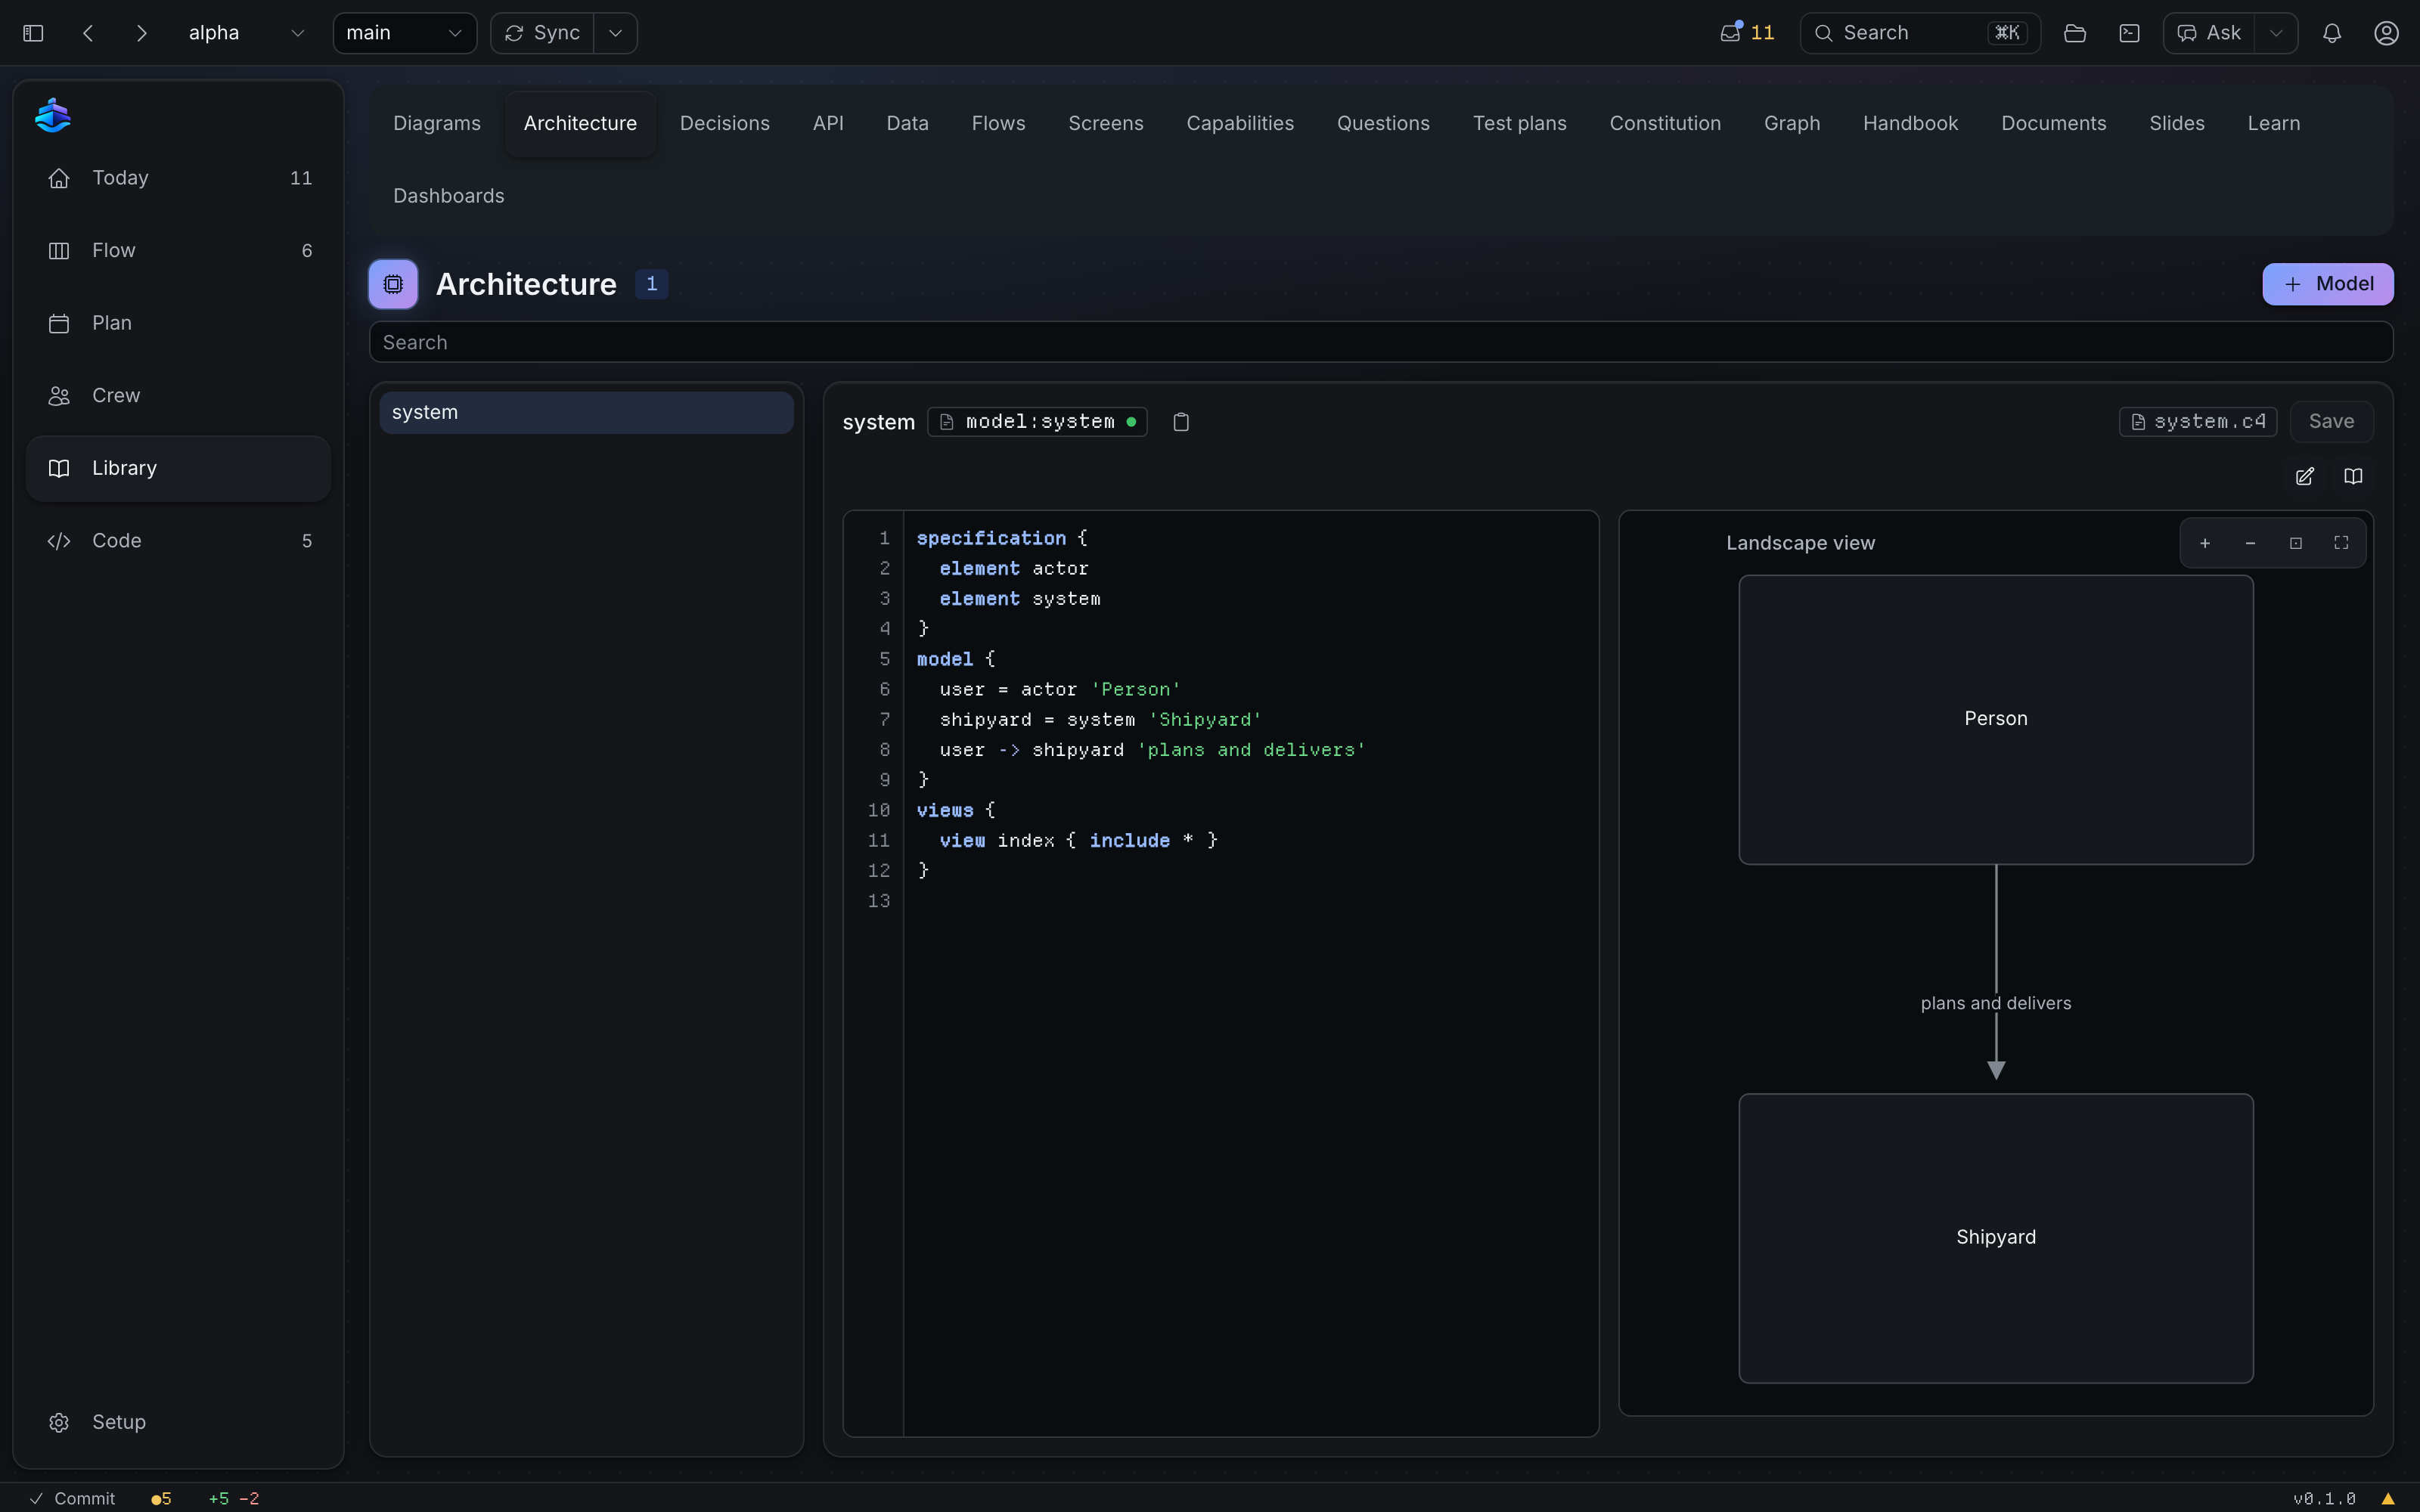 alpha main Sync 11 Search ⌘K Ask
Today 11
Flow 6
Plan
Crew
Library
Code 5
Setup
Diagrams Architecture Decisions API Data Flows Screens Capabilities Questions Test plans Constitution Graph Handbook Documents Slides Learn
Dashboards
Architecture 1
+ Model
Search
system
system model:system system.c4 Save
1 specification {
2   element actor
3   element system
4 }
5 model {
6   user = actor 'Person'
7   shipyard = system 'Shipyard'
8   user -> shipyard 'plans and delivers'
9 }
10 views {
11   view index { include * }
12 }
13
Landscape view
Person
plans and delivers
Shipyard
Commit 5 +5 −2 v0.1.0